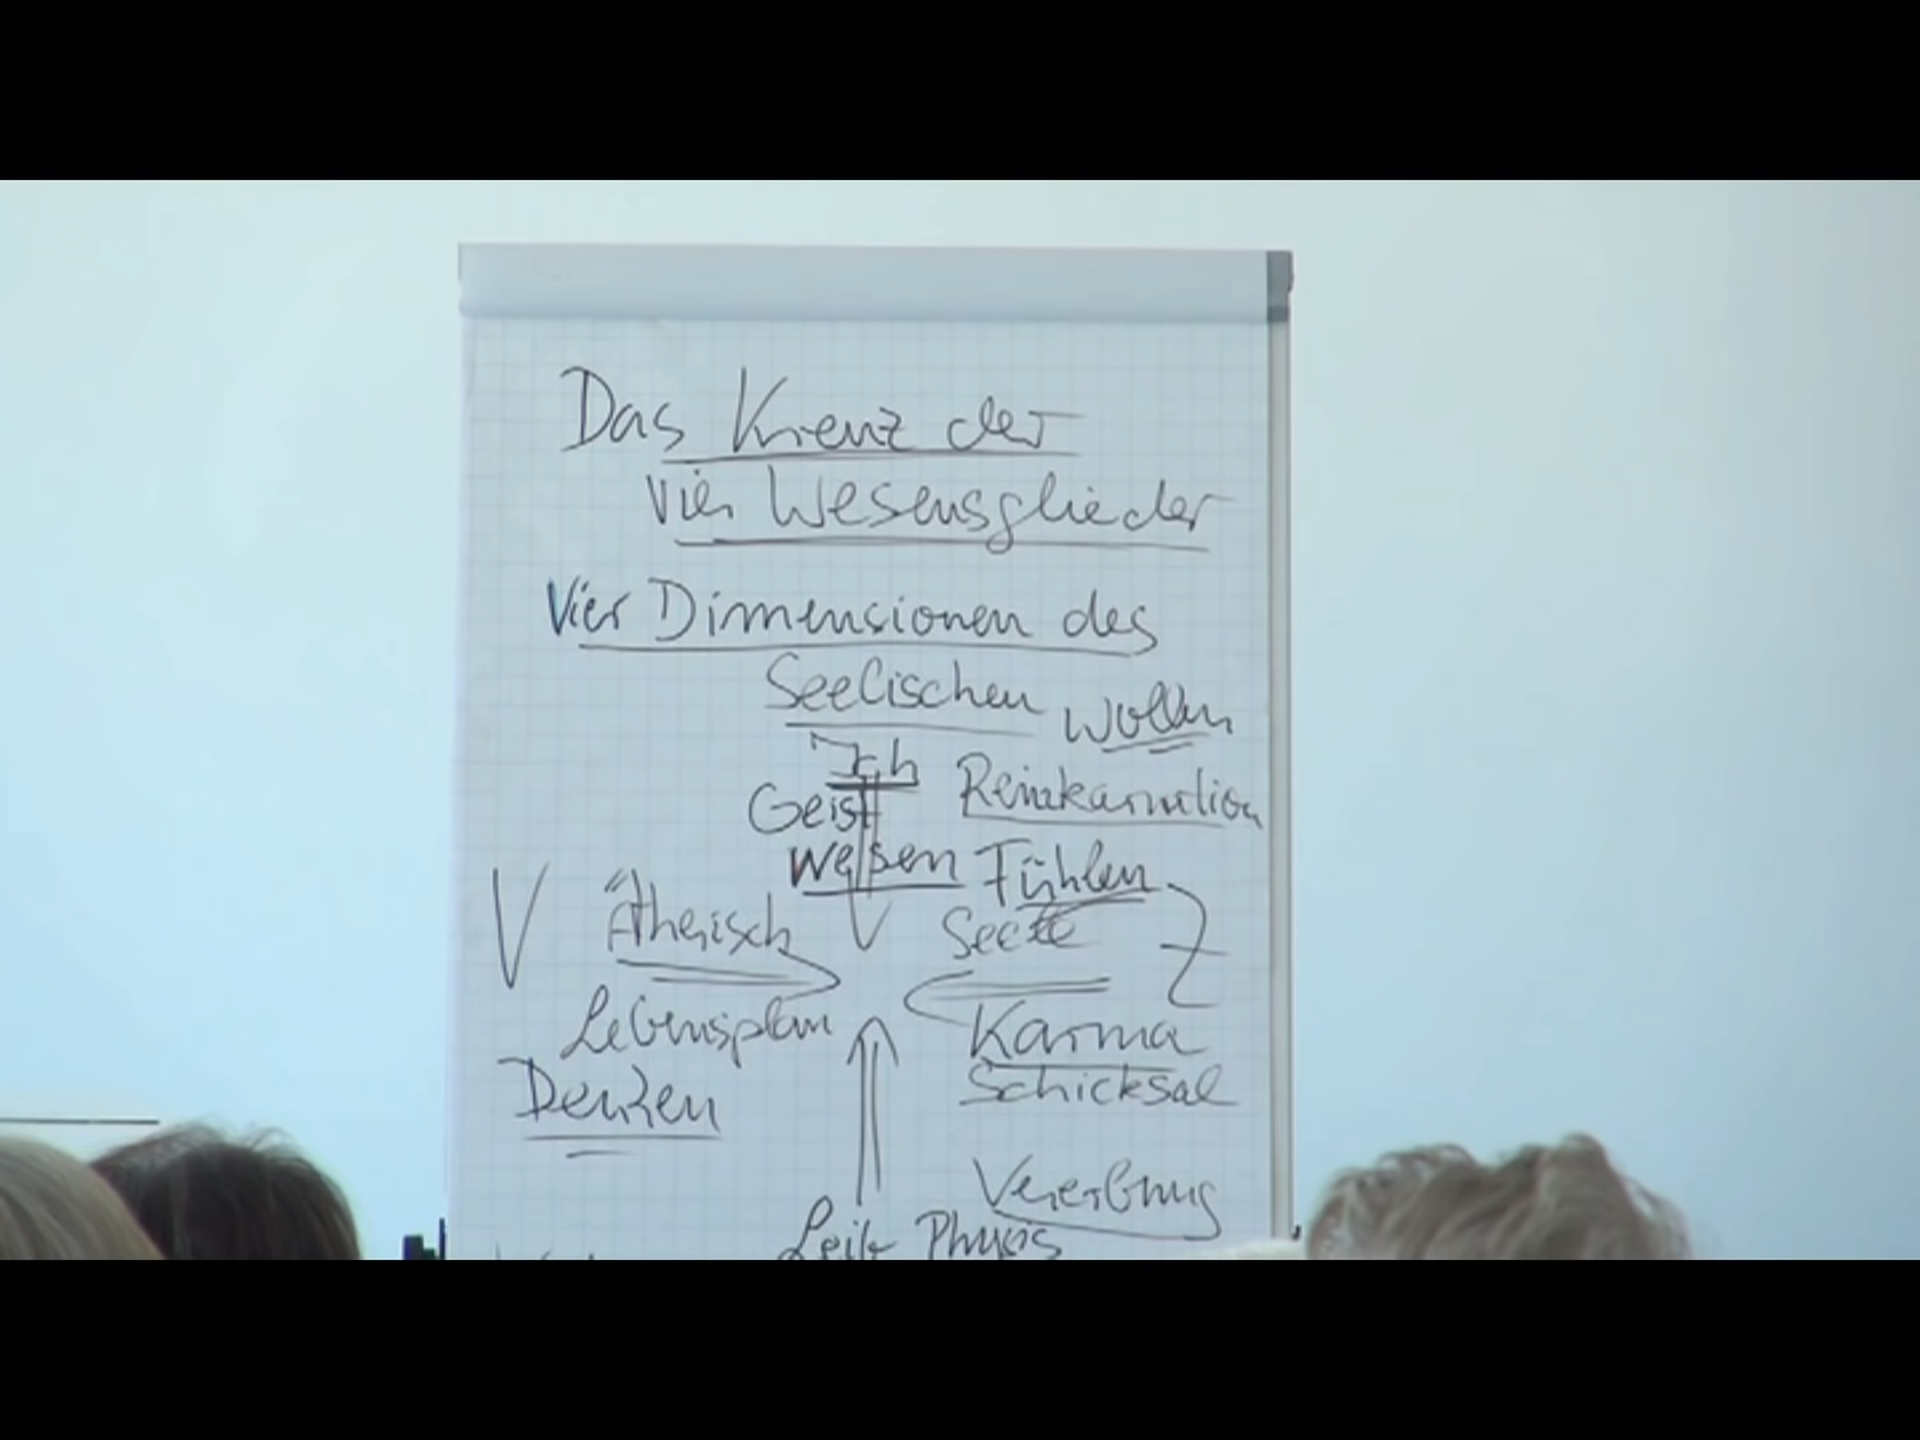 Das Kreuz der
vier Wesensglieder
Vier Dimensionen des
Seelischen
Wollen
Ich
Geist
Reinkarnation
Wesen
Fühlen
V
Ätherisch
Seele
Z
Lebensplan
Karma
Denken
Schicksal
Vererbung
Leib Physis